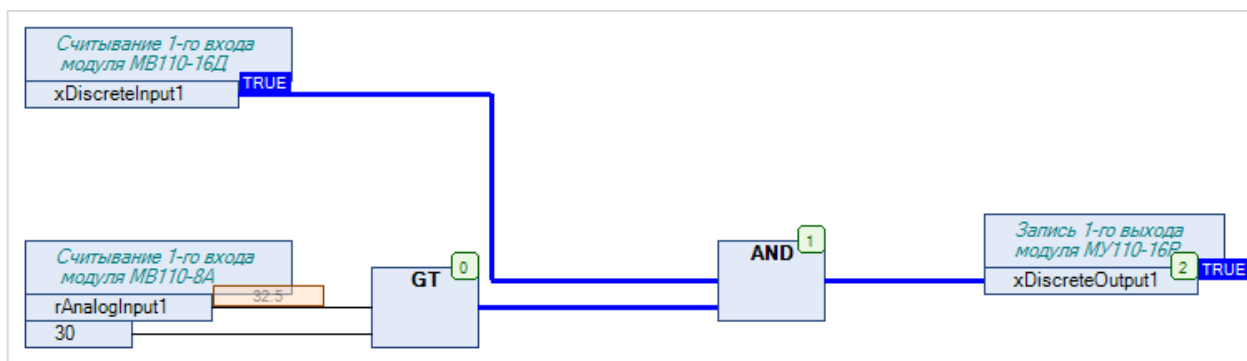 Считывание 1-го входа
модуля МВ110-16Д
TRUE
xDiscreteInput1
Считывание 1-го входа
модуля МВ110-8А
32.5
rAnalogInput1
30
GT
0
AND
1
Запись 1-го выхода
модуля МУ110-16Р
xDiscreteOutput1
2
TRUE